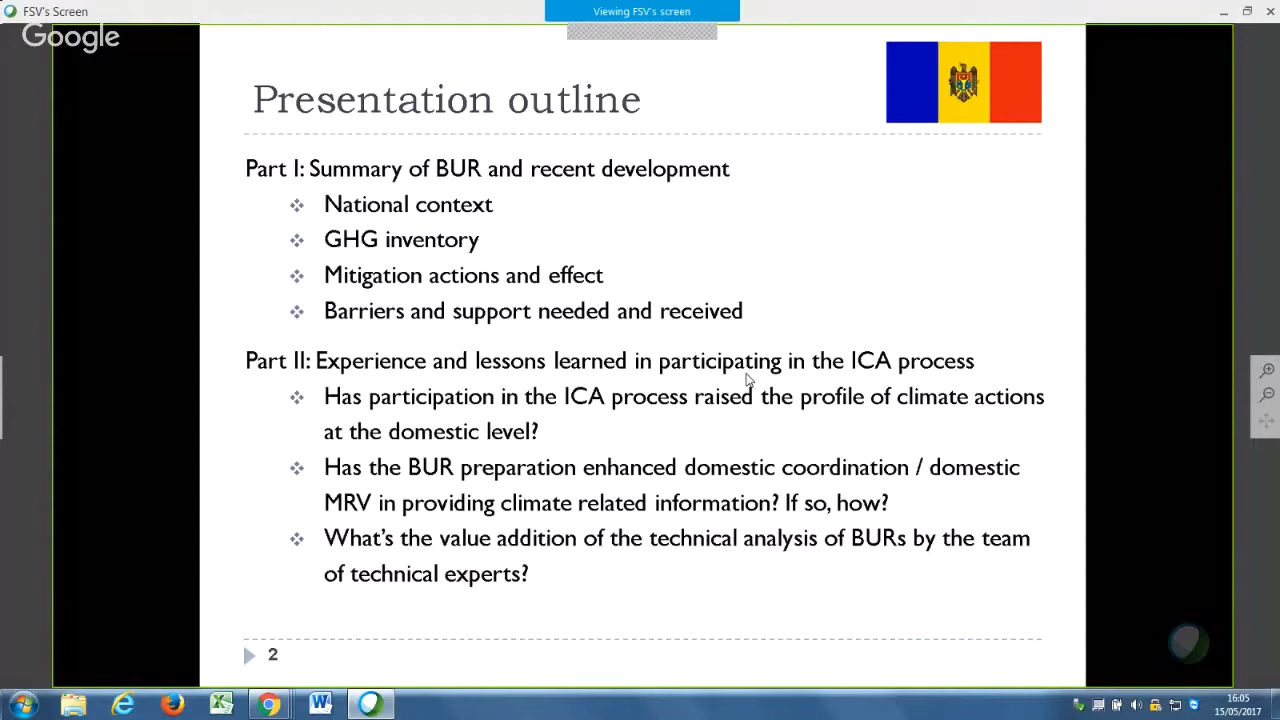 FSV's Screen
Viewing FSV's screen
Google
Presentation outline
Part I: Summary of BUR and recent development
National context
GHG inventory
Mitigation actions and effect
Barriers and support needed and received
Part II: Experience and lessons learned in participating in the ICA process
Has participation in the ICA process raised the profile of climate actions
at the domestic level?
Has the BUR preparation enhanced domestic coordination / domestic
MRV in providing climate related information? If so, how?
What's the value addition of the technical analysis of BURs by the team
of technical experts?
2
16:05
15/05/2017